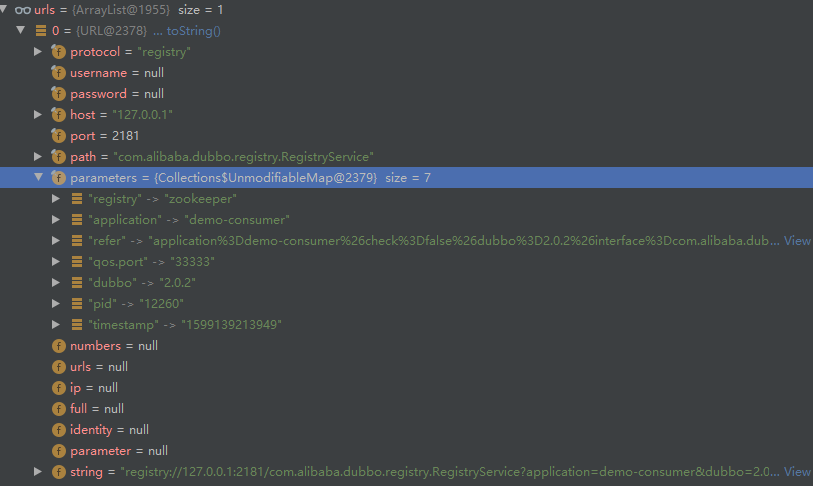 urls = {ArrayList@1955} size = 1
0 = {URL@2378} ... toString()
f protocol = "registry"
f username = null
f password = null
f host = "127.0.0.1"
f port = 2181
f path = "com.alibaba.dubbo.registry.RegistryService"
f parameters = {Collections$UnmodifiableMap@2379} size = 7
"registry" -> "zookeeper"
"application" -> "demo-consumer"
"refer" -> "application%3Ddemo-consumer%26check%3Dfalse%26dubbo%3D2.0.2%26interface%3Dcom.alibaba.dub... View
"qos.port" -> "33333"
"dubbo" -> "2.0.2"
"pid" -> "12260"
"timestamp" -> "1599139213949"
f numbers = null
f urls = null
f ip = null
f full = null
f identity = null
f parameter = null
f string = "registry://127.0.0.1:2181/com.alibaba.dubbo.registry.RegistryService?application=demo-consumer&dubbo=2.0... View